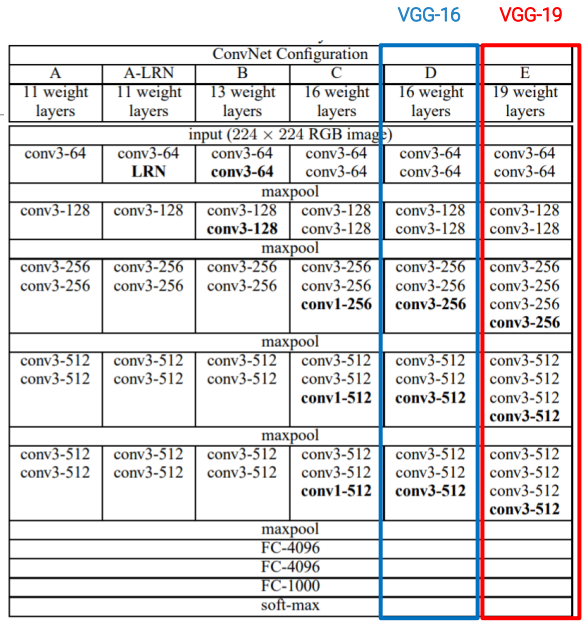 VGG-16 VGG-19
ConvNet Configuration
A A-LRN B C D E
11 weight 11 weight 13 weight 16 weight 16 weight 19 weight
layers layers layers layers layers layers
input (224 × 224 RGB image)
conv3-64 conv3-64 conv3-64 conv3-64 conv3-64 conv3-64
LRN conv3-64 conv3-64 conv3-64 conv3-64
maxpool
conv3-128 conv3-128 conv3-128 conv3-128 conv3-128 conv3-128
conv3-128 conv3-128 conv3-128 conv3-128
maxpool
conv3-256 conv3-256 conv3-256 conv3-256 conv3-256 conv3-256
conv3-256 conv3-256 conv3-256 conv3-256 conv3-256 conv3-256
conv1-256 conv3-256 conv3-256
conv3-256
maxpool
conv3-512 conv3-512 conv3-512 conv3-512 conv3-512 conv3-512
conv3-512 conv3-512 conv3-512 conv3-512 conv3-512 conv3-512
conv1-512 conv3-512 conv3-512
conv3-512
maxpool
conv3-512 conv3-512 conv3-512 conv3-512 conv3-512 conv3-512
conv3-512 conv3-512 conv3-512 conv3-512 conv3-512 conv3-512
conv1-512 conv3-512 conv3-512
conv3-512
maxpool
FC-4096
FC-4096
FC-1000
soft-max